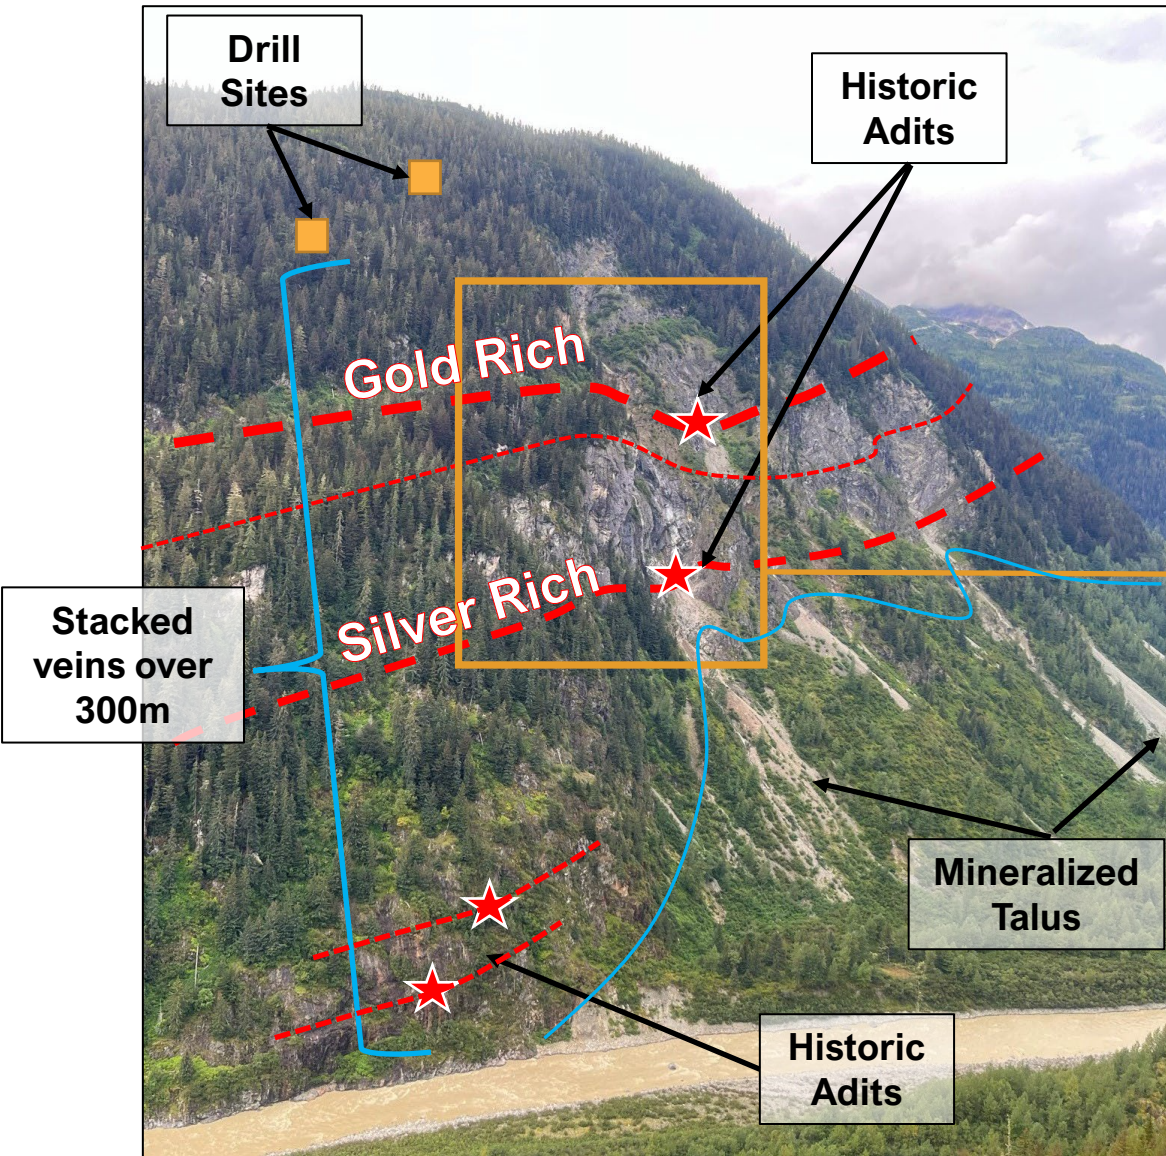 Drill
Sites
Historic
Adits
Gold Rich
Silver Rich
Stacked
veins over
300m
Mineralized
Talus
Historic
Adits